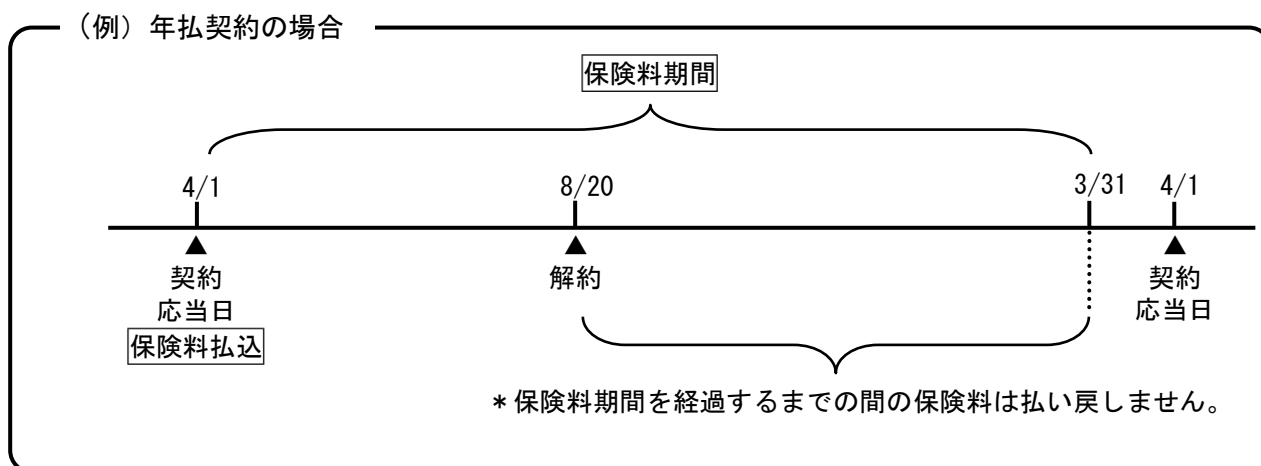 （例）年払契約の場合
保険料期間
4/1
8/20
3/31
4/1
▲
▲
▲
契約
応当日
保険料払込
解約
契約
応当日
＊保険料期間を経過するまでの間の保険料は払い戻しません。